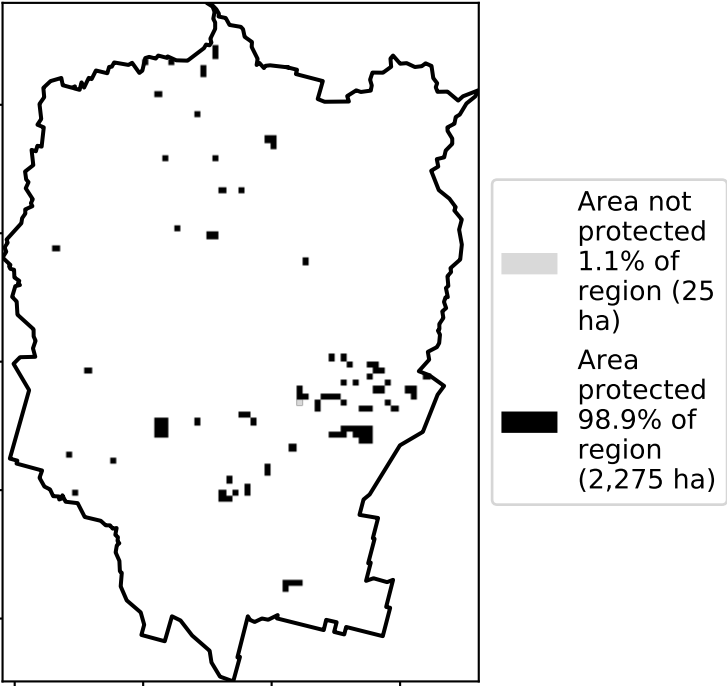 Area not
protected
1.1% of
region (25
ha)
Area
protected
98.9% of
region
(2,275 ha)